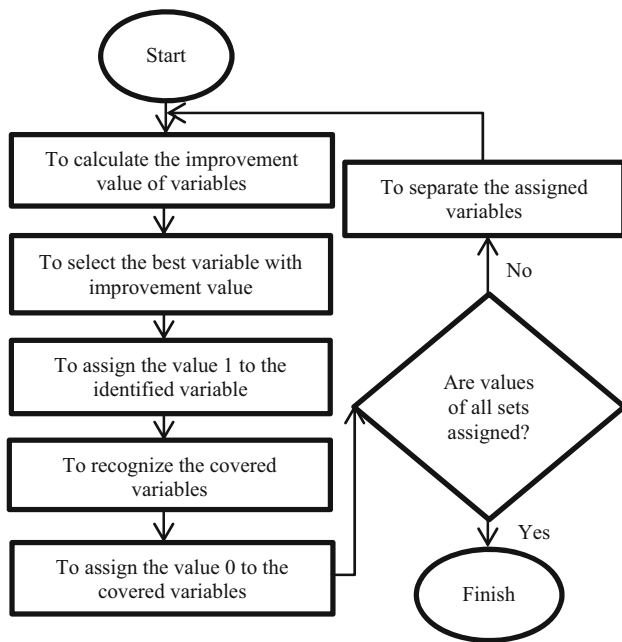 Start
To calculate the improvement
value of variables
To select the best variable with
improvement value
To assign the value 1 to the
identified variable
To recognize the covered
variables
To assign the value 0 to the
covered variables
To separate the assigned
variables
No
Are values
of all sets
assigned?
Yes
Finish